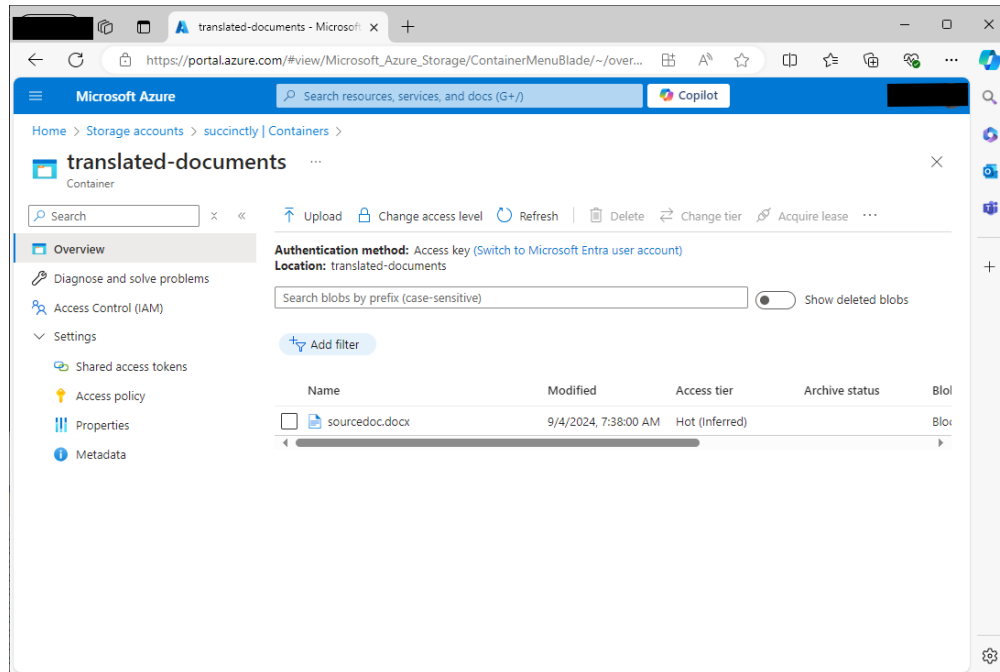 translated-documents - Microsoft
https://portal.azure.com/#view/Microsoft_Azure_Storage/ContainerMenuBlade/~/over...
Microsoft Azure
Search resources, services, and docs (G+/)
Copilot
Home > Storage accounts > succinctly | Containers >
translated-documents ...
Container
Search
Upload Change access level Refresh Delete Change tier Acquire lease ...
Overview
Diagnose and solve problems
Access Control (IAM)
Settings
Shared access tokens
Access policy
Properties
Metadata
Authentication method: Access key (Switch to Microsoft Entra user account)
Location: translated-documents
Search blobs by prefix (case-sensitive)
Show deleted blobs
Add filter
Name Modified Access tier Archive status Blol
sourcedoc.docx 9/4/2024, 7:38:00 AM Hot (Inferred) Bloc